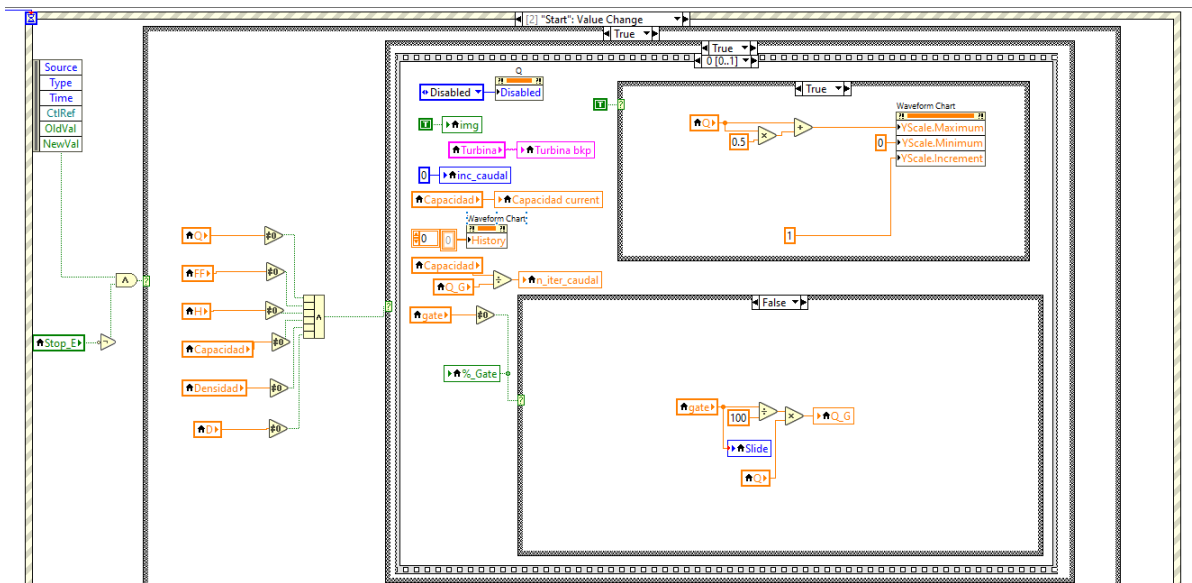 [2] "Start": Value Change
True
True
0 [0..1]
Source
Type
Time
CtlRef
OldVal
NewVal
Stop_E
Q
FF
H
Capacidad
Densidad
D
Q
Disabled
Disabled
T
img
Turbina
Turbina bkp
0
inc_caudal
Capacidad
Capacidad current
Waveform Chart
0
0
History
Capacidad
Q_G
n_iter_caudal
gate
%_Gate
T
True
Q
0.5
Waveform Chart
YScale.Maximum
0
YScale.Minimum
YScale.Increment
1
False
gate
100
Q_G
Slide
Q